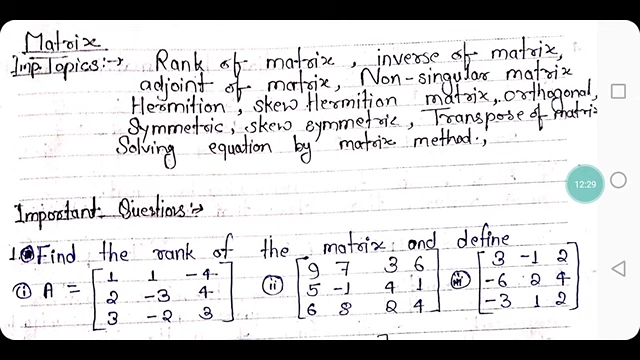 Matrix
Imp Topics:→ Rank of matrix, inverse of matrix,
adjoint of matrix, Non-singular matrix
Hermition, skew Hermition matrix, orthogonal,
Symmetric, skew symmetric, Transpose of matrix
Solving equation by matrix method,
12:29
Important Questions:→
1. Find the rank of the matrix and define
(i) A = [1 1 -4 (ii) [9 7 3 6] (iii) [3 -1 2]
2 -3 4 5 -1 4 1 -6 2 4
3 -2 3] 6 8 2 4 -3 1 2